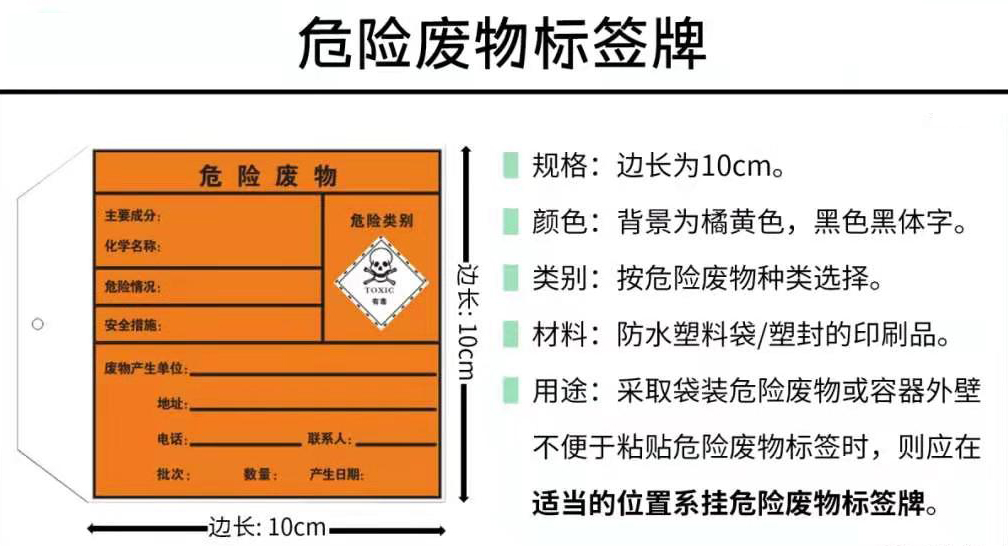 危险废物标签牌
危险废物
主要成分:
化学名称:
危险类别
TOXIC
有毒
危险情况:
安全措施:
废物产生单位:
地址:
电话: 联系人:
批次: 数量: 产生日期:
边长: 10cm
边长: 10cm
规格：边长为10cm。
颜色：背景为橘黄色，黑色黑体字。
类别：按危险废物种类选择。
材料：防水塑料袋/塑封的印刷品。
用途：采取袋装危险废物或容器外壁
不便于粘贴危险废物标签时，则应在
适当的位置系挂危险废物标签牌。